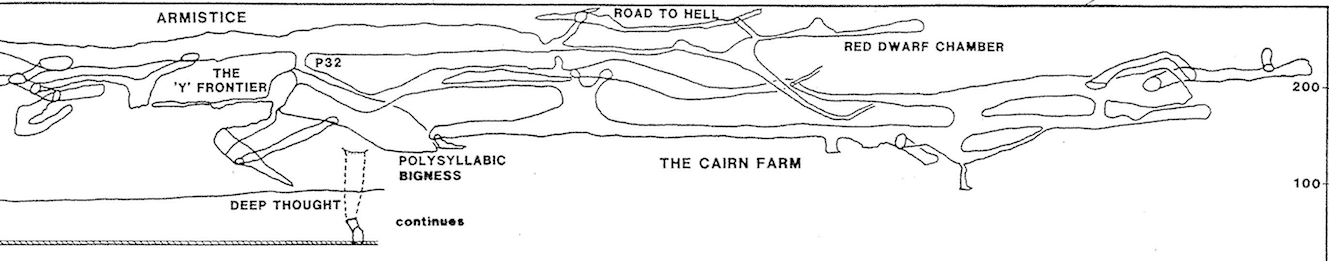 ARMISTICE
ROAD TO HELL
RED DWARF CHAMBER
P32
THE
'Y' FRONTIER
200
POLYSYLLABIC
BIGNESS
THE CAIRN FARM
100
DEEP THOUGHT
continues